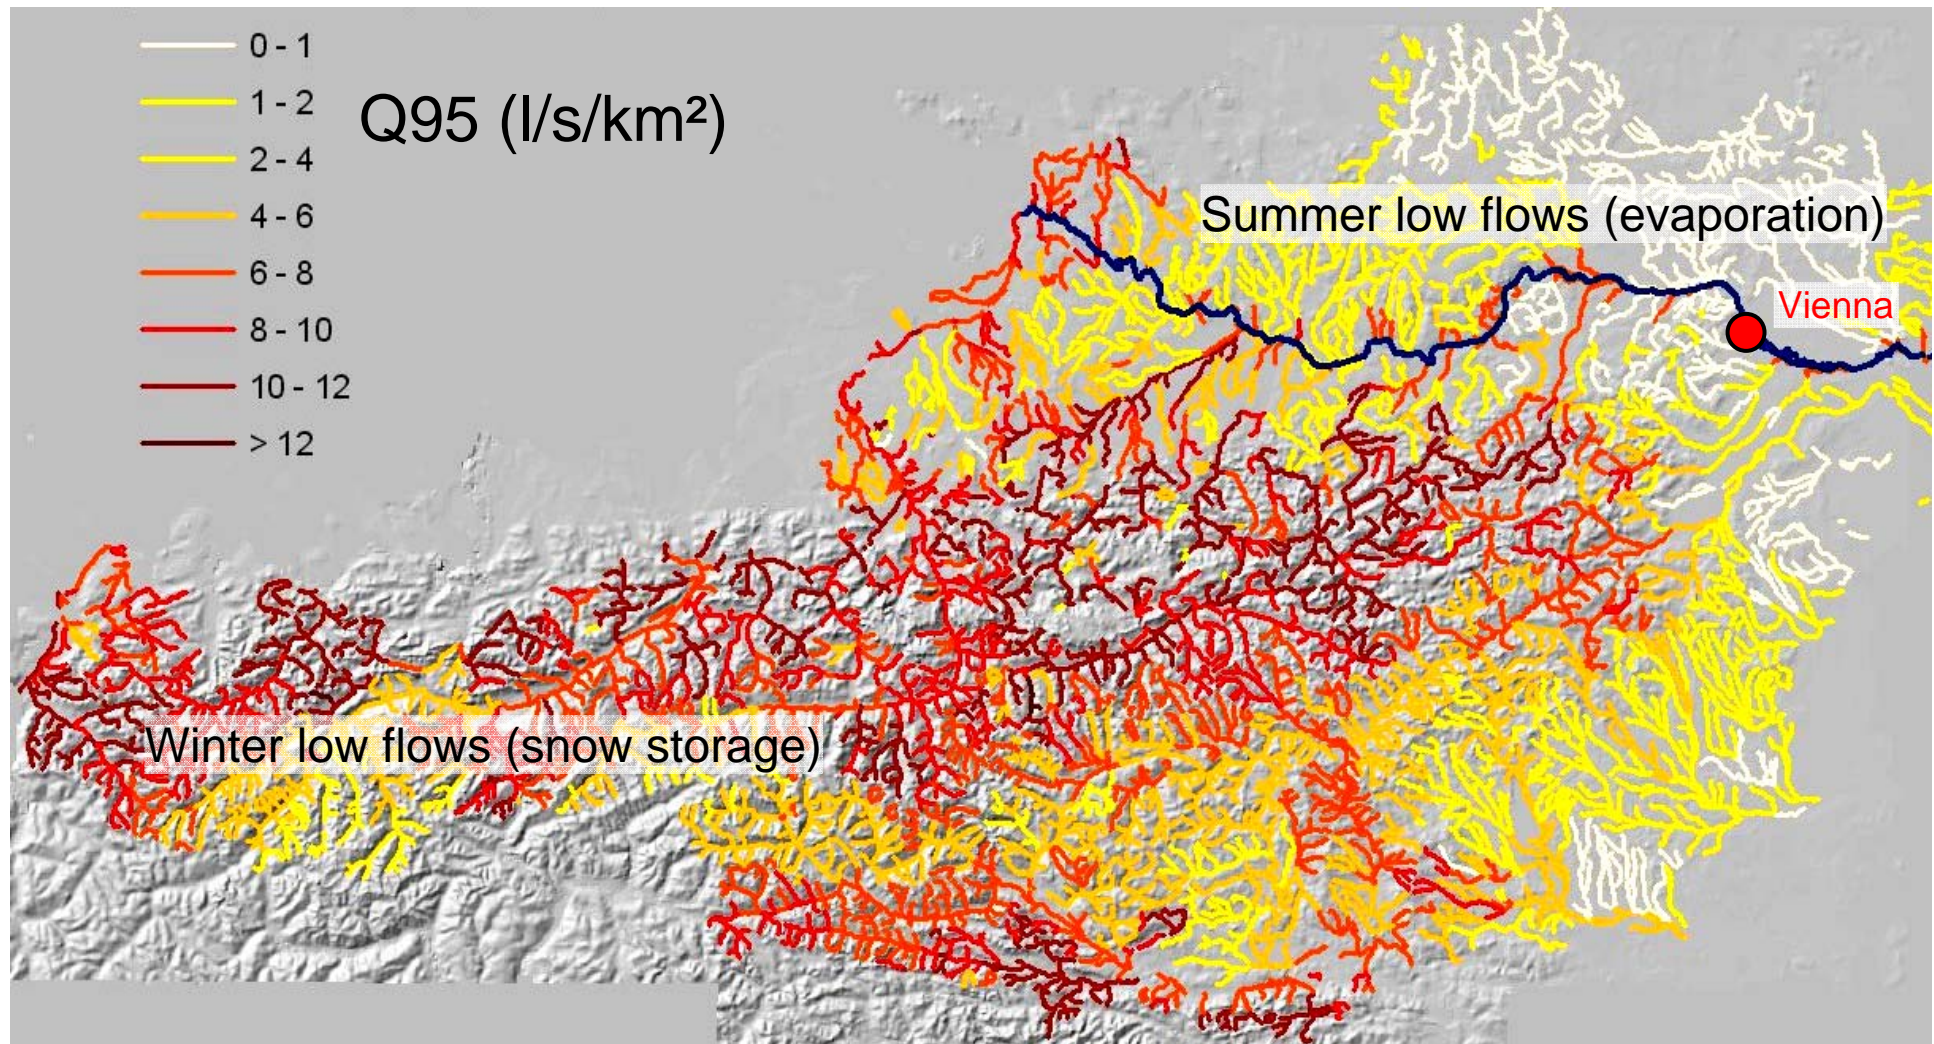 0 - 1
1 - 2
2 - 4
4 - 6
6 - 8
8 - 10
10 - 12
> 12
Q95 (l/s/km²)
Summer low flows (evaporation)
Vienna
Winter low flows (snow storage)